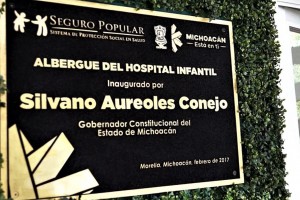 SEGURO POPULAR
SISTEMA DE PROTECCIÓN SOCIAL EN SALUD
MICHOACÁN
Está en ti
ALBERGUE DEL HOSPITAL INFANTIL
Inaugurado por
Silvano Aureoles Conejo
Gobernador Constitucional del
Estado de Michoacán
Morelia, Michoacán, febrero de 2017